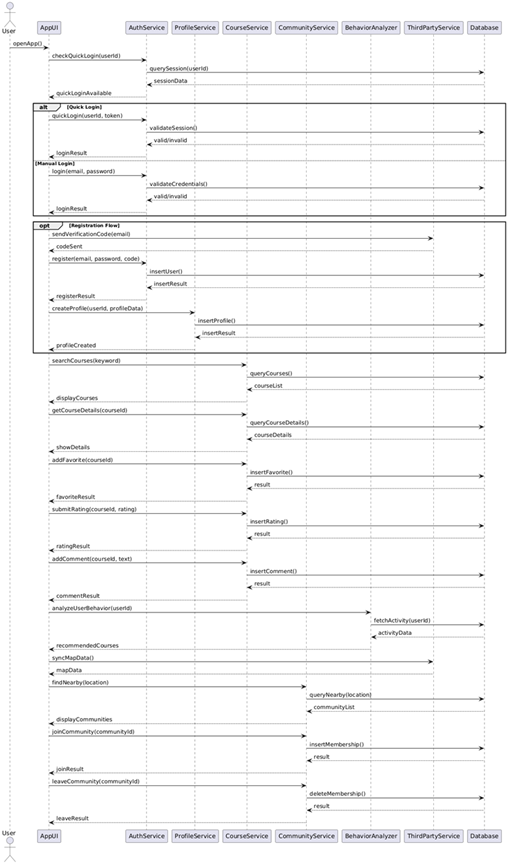 User
AppUI AuthService ProfileService CourseService CommunityService BehaviorAnalyzer ThirdPartyService Database
openApp()
checkQuickLogin(userId)
querySession(userId)
sessionData
quickLoginAvailable
alt [Quick Login]
quickLogin(userId, token)
validateSession()
valid/invalid
loginResult
[Manual Login]
login(email, password)
validateCredentials()
valid/invalid
loginResult
opt [Registration Flow]
sendVerificationCode(email)
codeSent
register(email, password, code)
insertUser()
insertResult
registerResult
createProfile(userId, profileData)
insertProfile()
insertResult
profileCreated
searchCourses(keyword)
queryCourses()
courseList
displayCourses
getCourseDetails(courseId)
queryCourseDetails()
courseDetails
showDetails
addFavorite(courseId)
insertFavorite()
result
favoriteResult
submitRating(courseId, rating)
insertRating()
result
ratingResult
addComment(courseId, text)
insertComment()
result
commentResult
analyzeUserBehavior(userId)
fetchActivity(userId)
activityData
recommendedCourses
syncMapData()
mapData
findNearby(location)
queryNearby(location)
communityList
displayCommunities
joinCommunity(communityId)
insertMembership()
result
joinResult
leaveCommunity(communityId)
deleteMembership()
result
leaveResult
User AppUI AuthService ProfileService CourseService CommunityService BehaviorAnalyzer ThirdPartyService Database